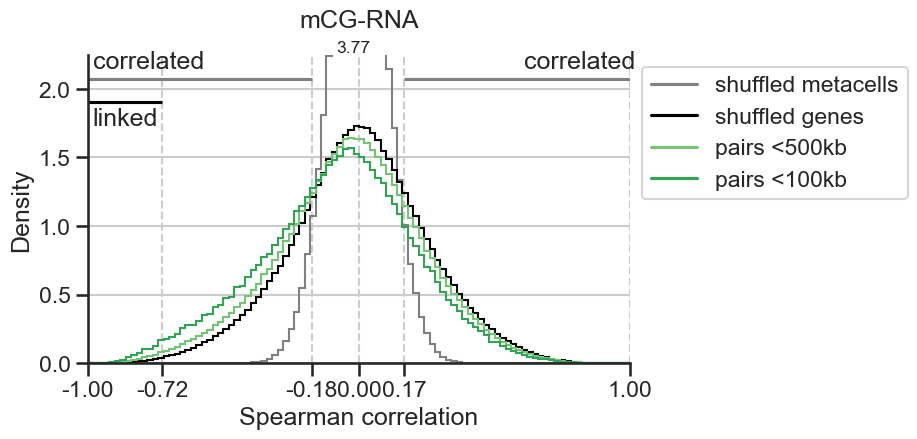 mCG-RNA
3.77
correlated
correlated
linked
2.0
1.5
1.0
0.5
0.0
Density
-1.00 -0.72 -0.18 0.00 0.17 1.00
Spearman correlation
shuffled metacells
shuffled genes
pairs <500kb
pairs <100kb